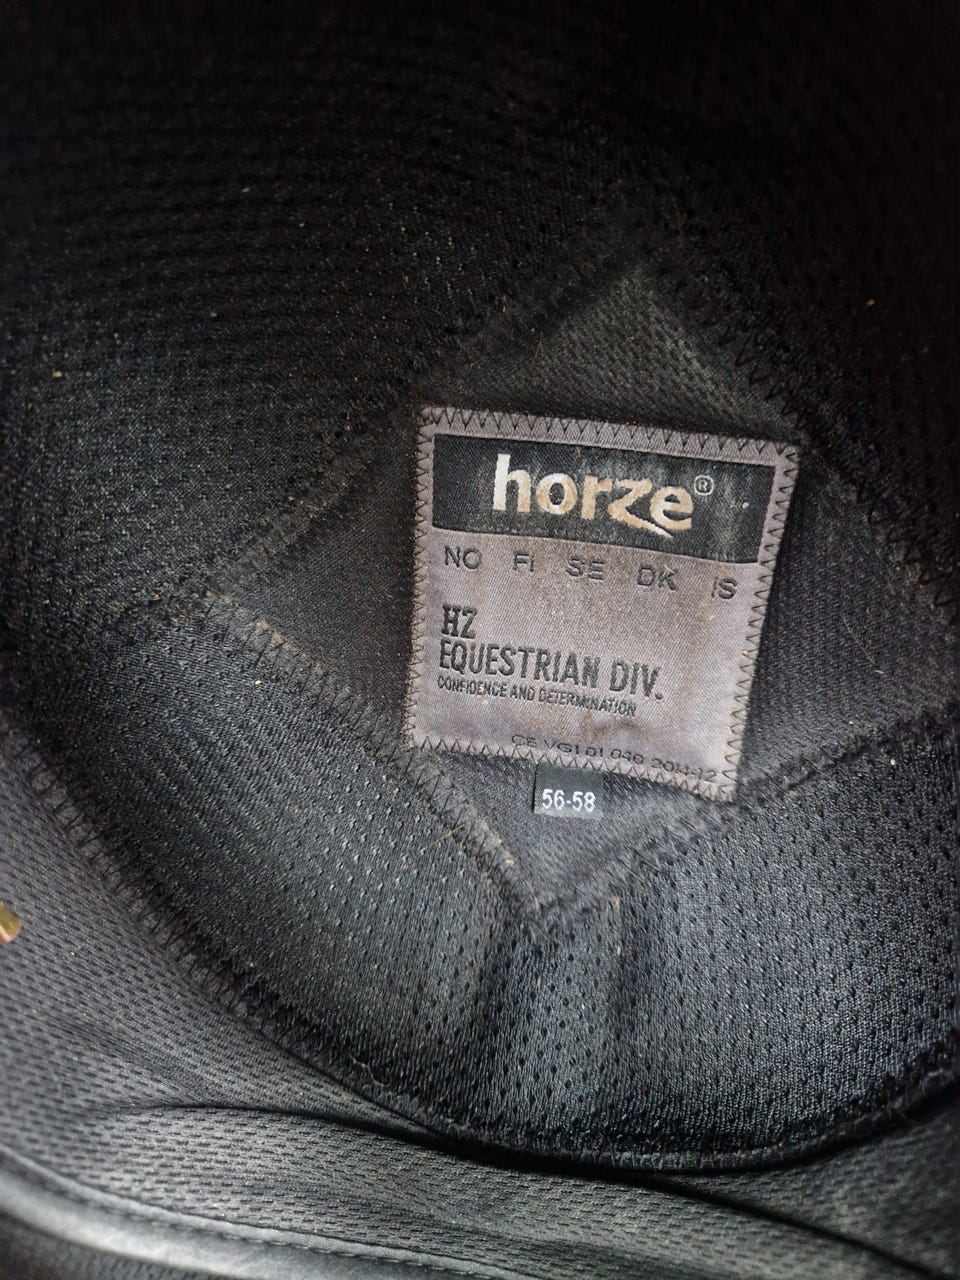 horze®
NO FI SE DK IS
HZ
EQUESTRIAN DIV.
CONFIDENCE AND DETERMINATION
CE VG1 01.040 2014-12
56-58